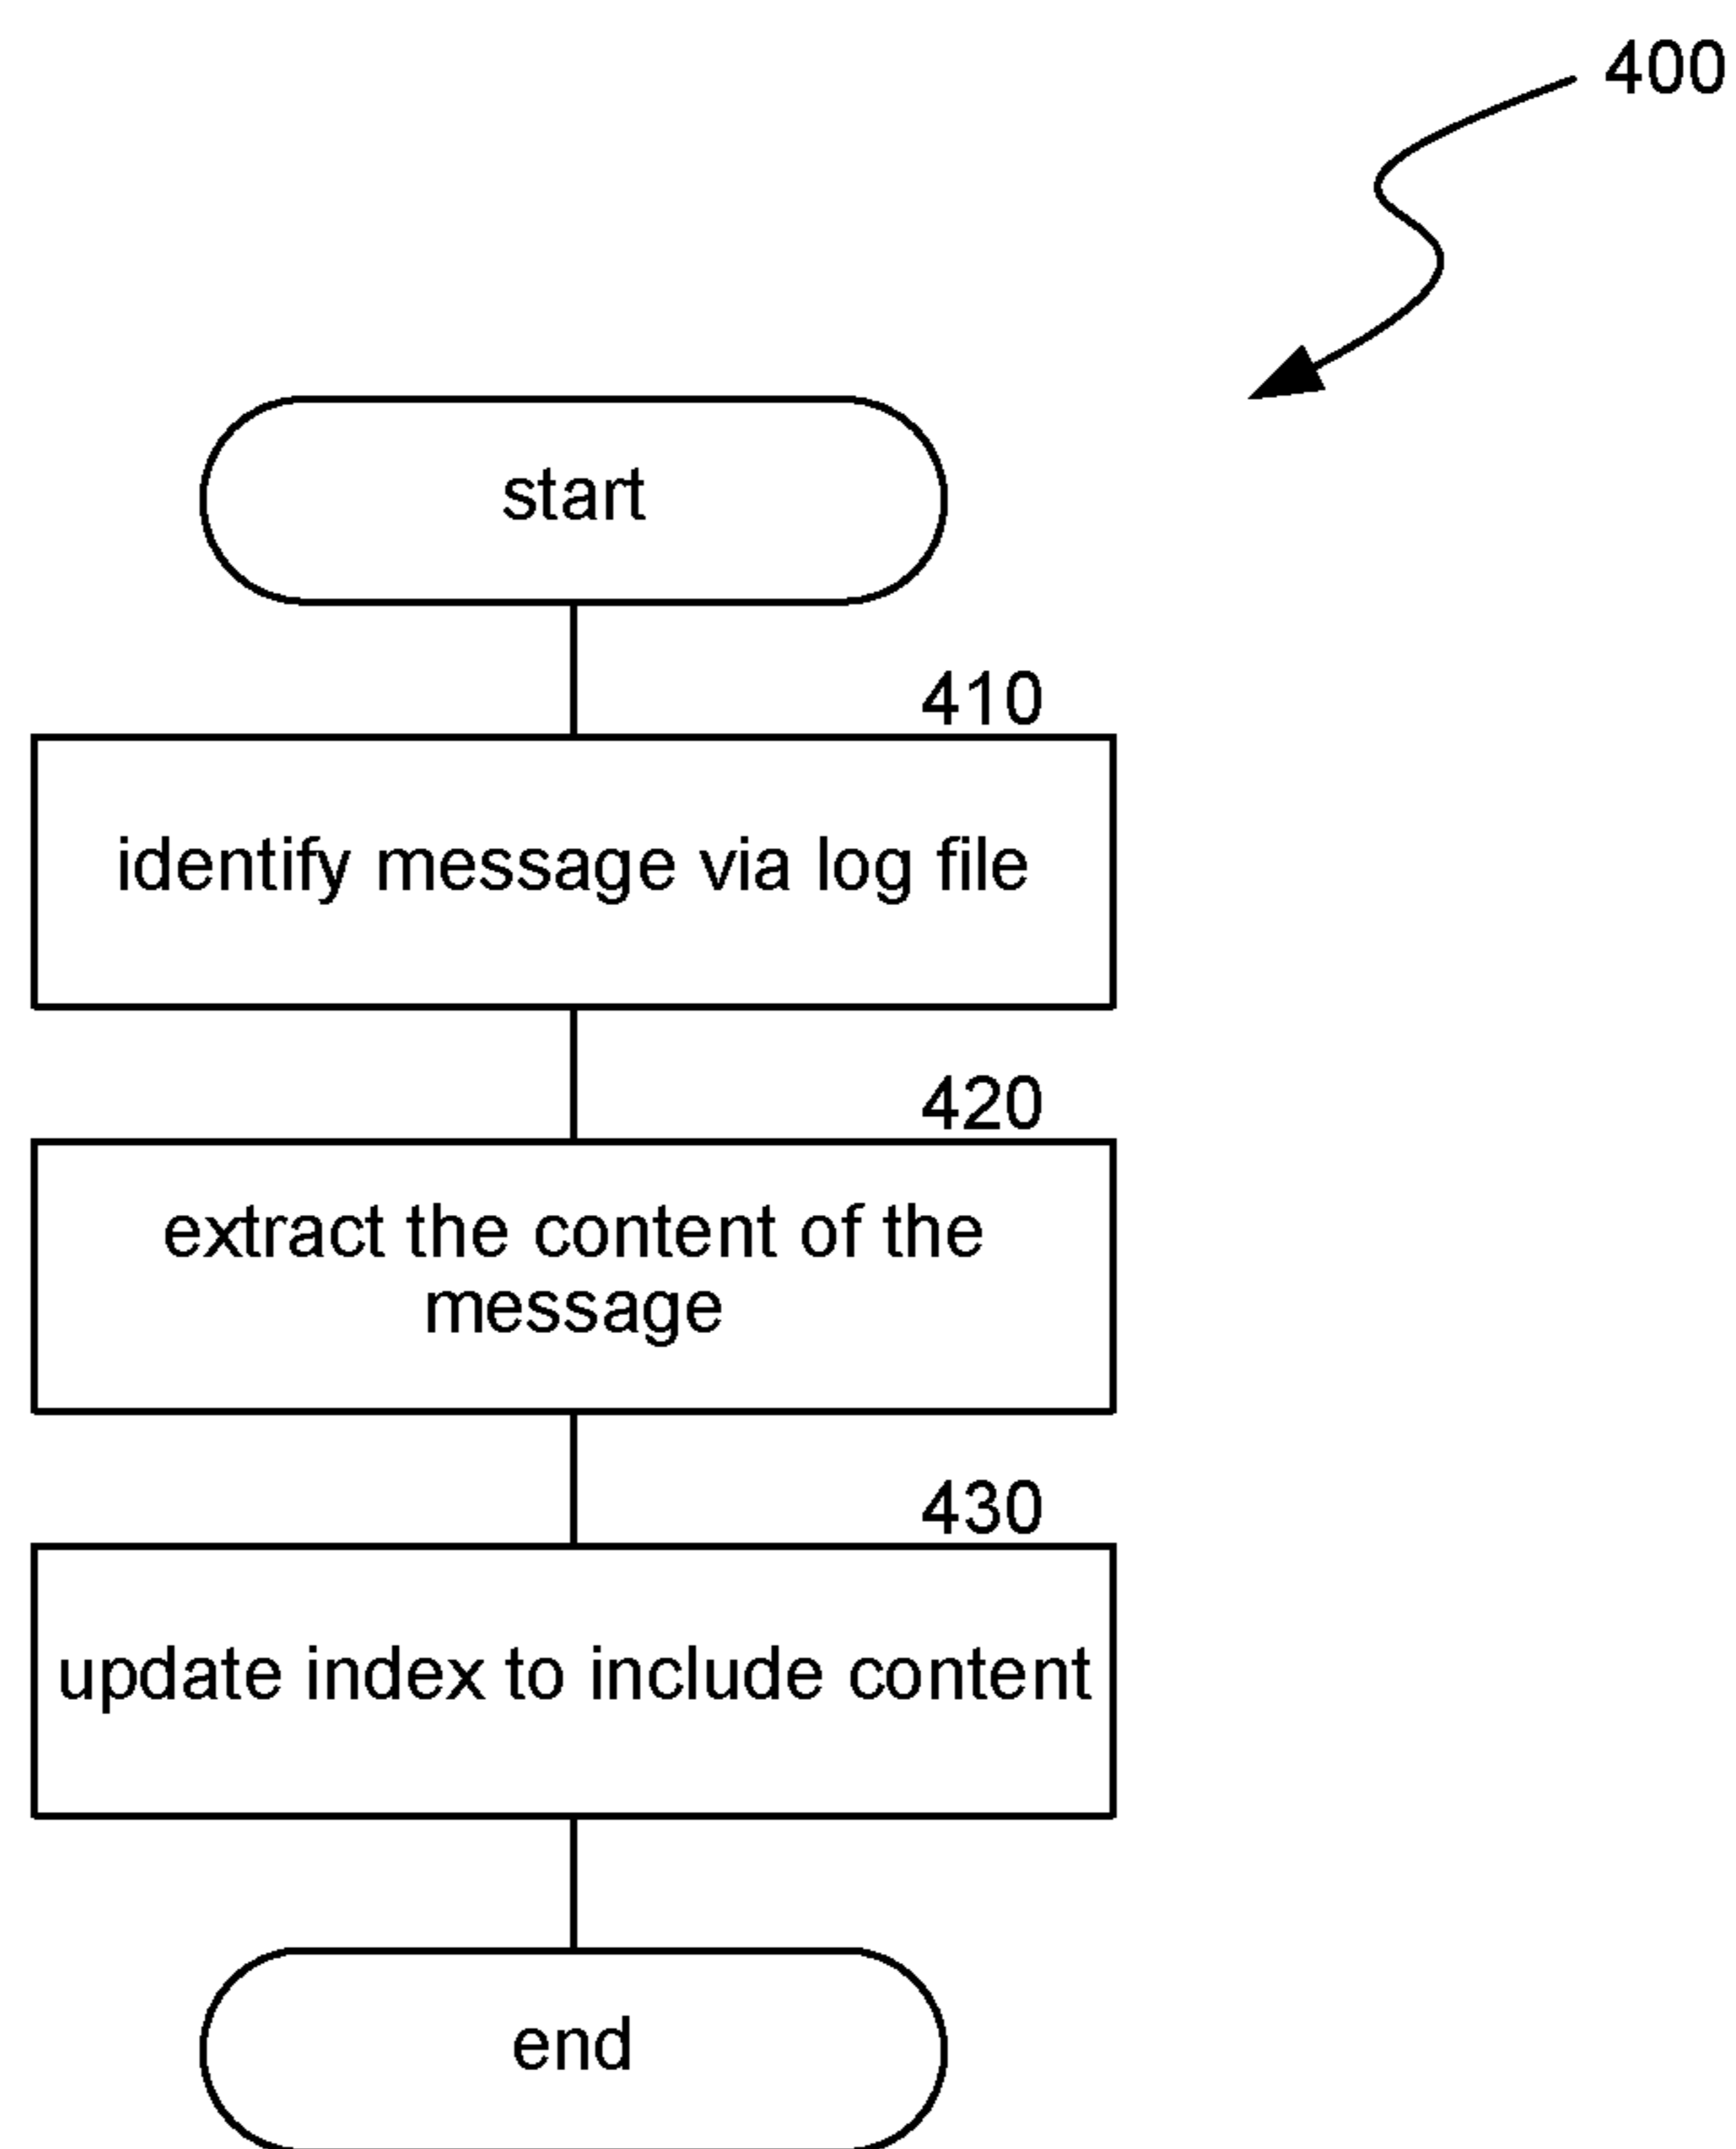 400
start
410
identify message via log file
420
extract the content of the
message
430
update index to include content
end